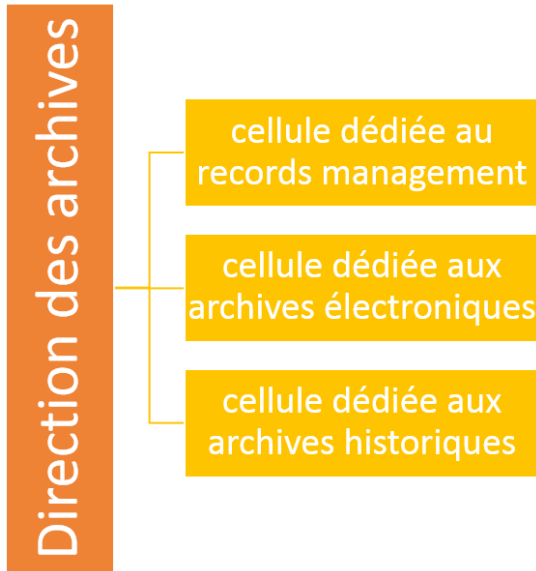 Direction des archives
cellule dédiée au
records management
cellule dédiée aux
archives électroniques
cellule dédiée aux
archives historiques